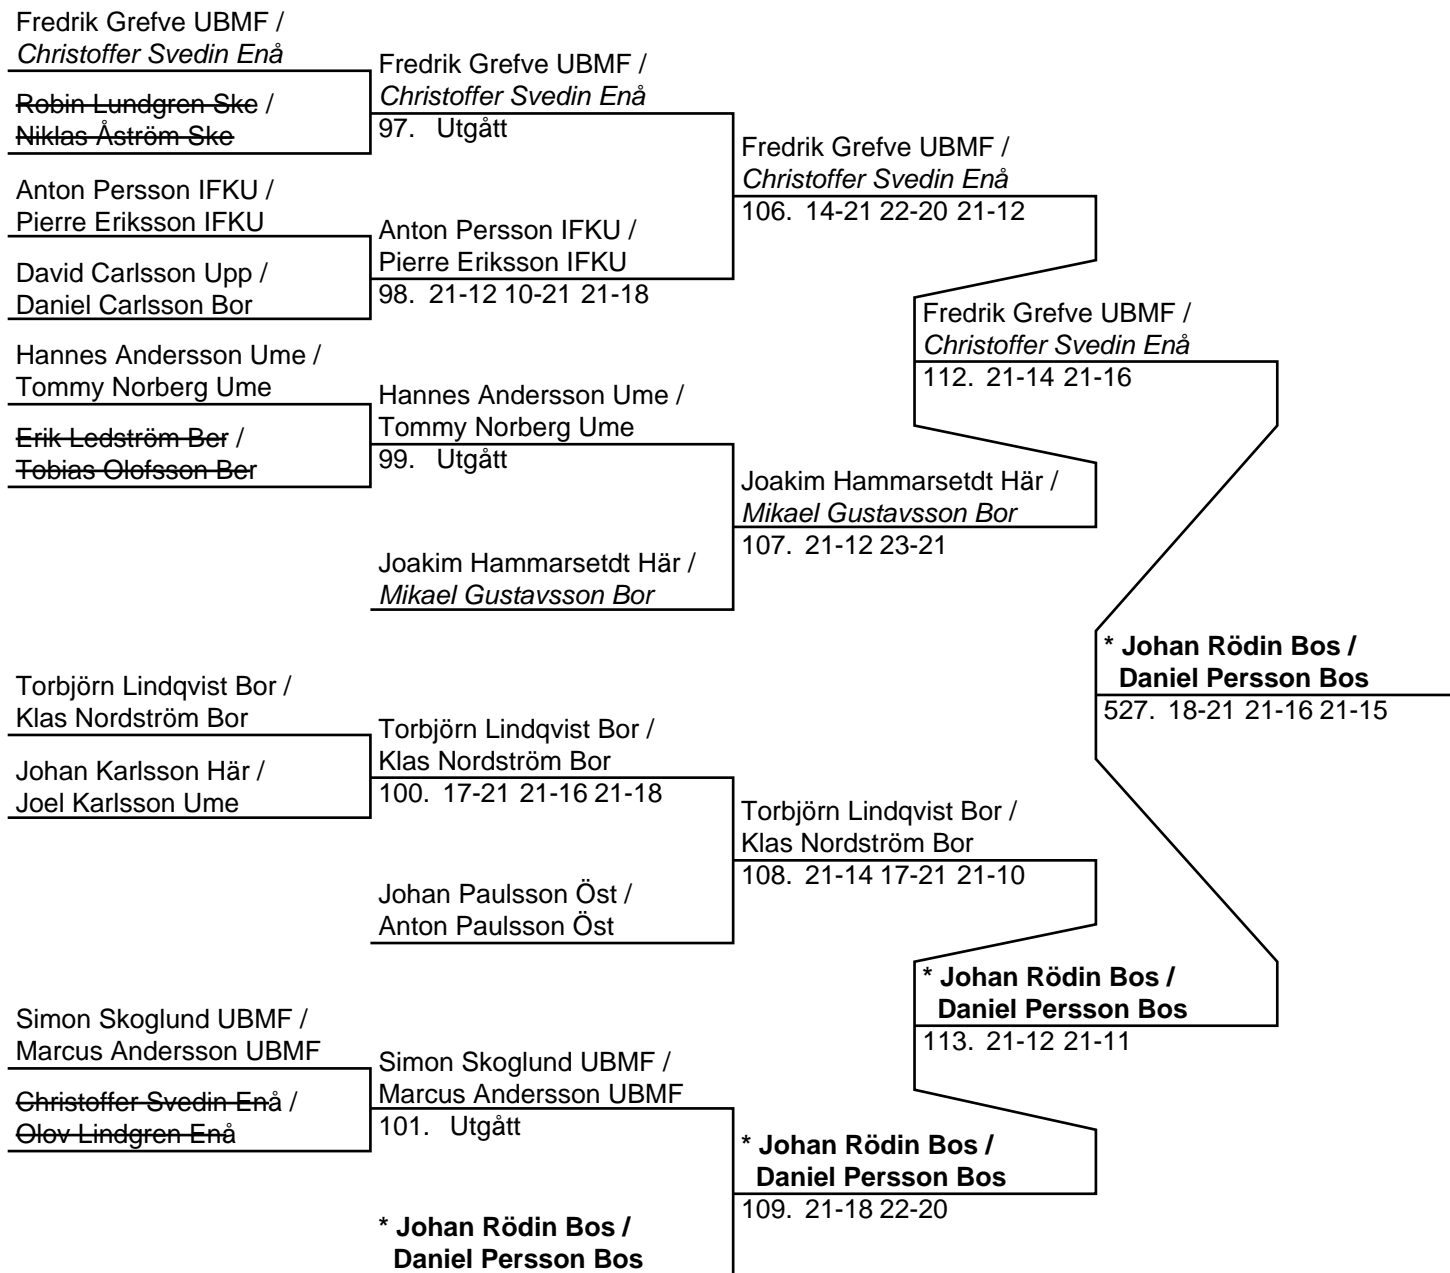 Fredrik Grefve UBMF /
Christoffer Svedin Enå
Robin Lundgren Ske /
Niklas Åström Ske
Anton Persson IFKU /
Pierre Eriksson IFKU
David Carlsson Upp /
Daniel Carlsson Bor
Hannes Andersson Ume /
Tommy Norberg Ume
Erik Ledström Ber /
Tobias Olofsson Ber
Torbjörn Lindqvist Bor /
Klas Nordström Bor
Johan Karlsson Här /
Joel Karlsson Ume
Simon Skoglund UBMF /
Marcus Andersson UBMF
Christoffer Svedin Enå /
Olov Lindgren Enå
Fredrik Grefve UBMF /
Christoffer Svedin Enå
97. Utgått
Anton Persson IFKU /
Pierre Eriksson IFKU
98. 21-12 10-21 21-18
Hannes Andersson Ume /
Tommy Norberg Ume
99. Utgått
Joakim Hammarsetdt Här /
Mikael Gustavsson Bor
Torbjörn Lindqvist Bor /
Klas Nordström Bor
100. 17-21 21-16 21-18
Johan Paulsson Öst /
Anton Paulsson Öst
Simon Skoglund UBMF /
Marcus Andersson UBMF
101. Utgått
* Johan Rödin Bos /
Daniel Persson Bos
Fredrik Grefve UBMF /
Christoffer Svedin Enå
106. 14-21 22-20 21-12
Joakim Hammarsetdt Här /
Mikael Gustavsson Bor
107. 21-12 23-21
Torbjörn Lindqvist Bor /
Klas Nordström Bor
108. 21-14 17-21 21-10
* Johan Rödin Bos /
Daniel Persson Bos
109. 21-18 22-20
Fredrik Grefve UBMF /
Christoffer Svedin Enå
112. 21-14 21-16
* Johan Rödin Bos /
Daniel Persson Bos
113. 21-12 21-11
* Johan Rödin Bos /
Daniel Persson Bos
527. 18-21 21-16 21-15